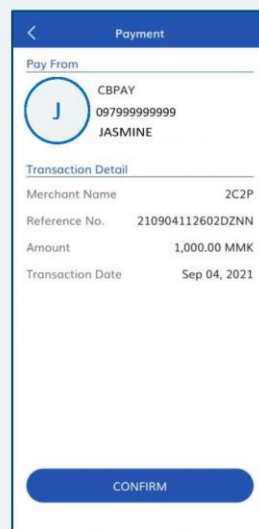 Payment
Pay From
J
CBPAY
097999999999
JASMINE
Transaction Detail
Merchant Name 2C2P
Reference No. 210904112602DZNN
Amount 1,000.00 MMK
Transaction Date Sep 04, 2021
CONFIRM